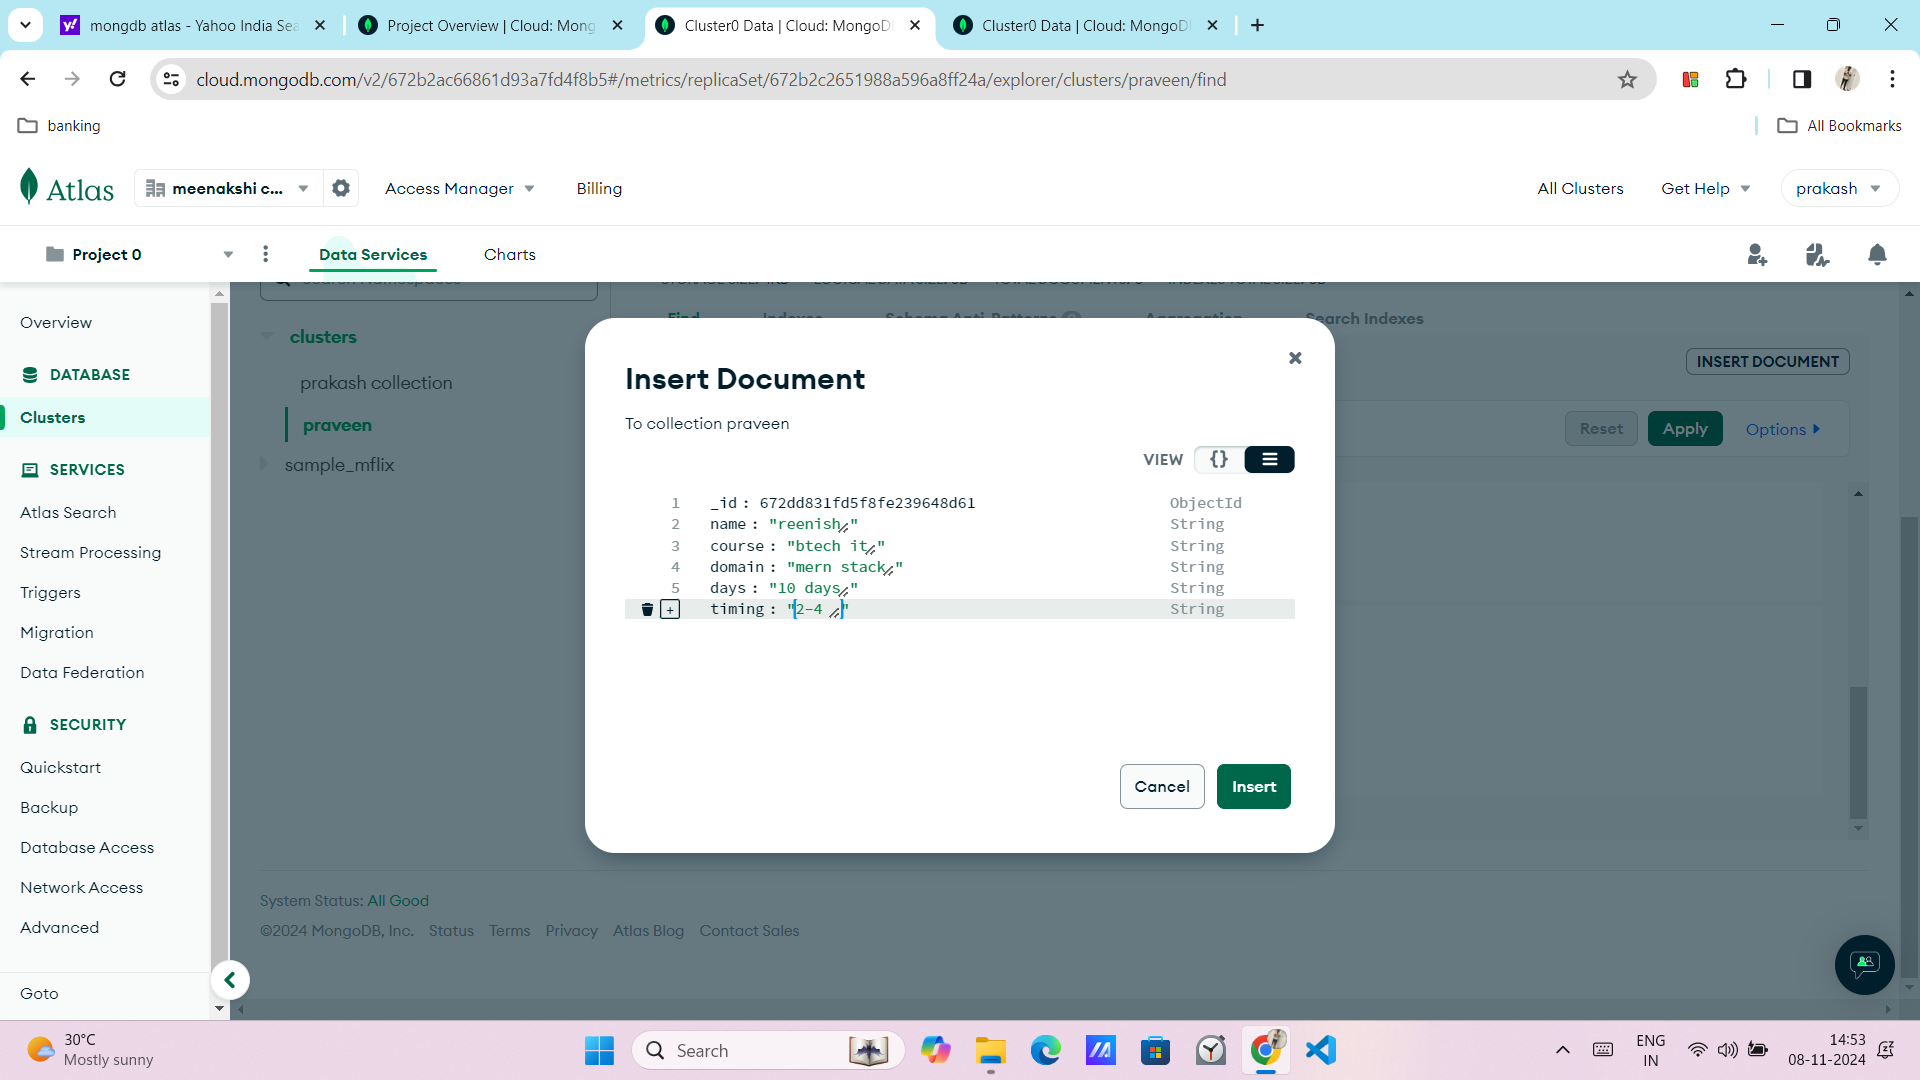 mongdb atlas - Yahoo India Sea
Project Overview | Cloud: Mong
Cluster0 Data | Cloud: MongoD
Cluster0 Data | Cloud: MongoD
cloud.mongodb.com/v2/672b2ac66861d93a7fd4f8b5#/metrics/replicaSet/672b2c2651988a596a8ff24a/explorer/clusters/praveen/find
banking
All Bookmarks
Atlas
meenakshi c...
Access Manager
Billing
All Clusters
Get Help
prakash
Project 0
Data Services
Charts
Overview
DATABASE
Clusters
SERVICES
Atlas Search
Stream Processing
Triggers
Migration
Data Federation
SECURITY
Quickstart
Backup
Database Access
Network Access
Advanced
Goto
clusters
prakash collection
praveen
sample_mflix
Find
Indexes
Schema Anti-Patterns
Aggregation
Search Indexes
INSERT DOCUMENT
Reset
Apply
Options
Insert Document
To collection praveen
VIEW {}
1 _id : 672dd831fd5f8fe239648d61 ObjectId
2 name : "reenish" String
3 course : "btech it" String
4 domain : "mern stack" String
5 days : "10 days" String
+ timing : "2-4 " String
Cancel
Insert
System Status: All Good
©2024 MongoDB, Inc. Status Terms Privacy Atlas Blog Contact Sales
30°C
Mostly sunny
Search
ENG
IN
14:53
08-11-2024